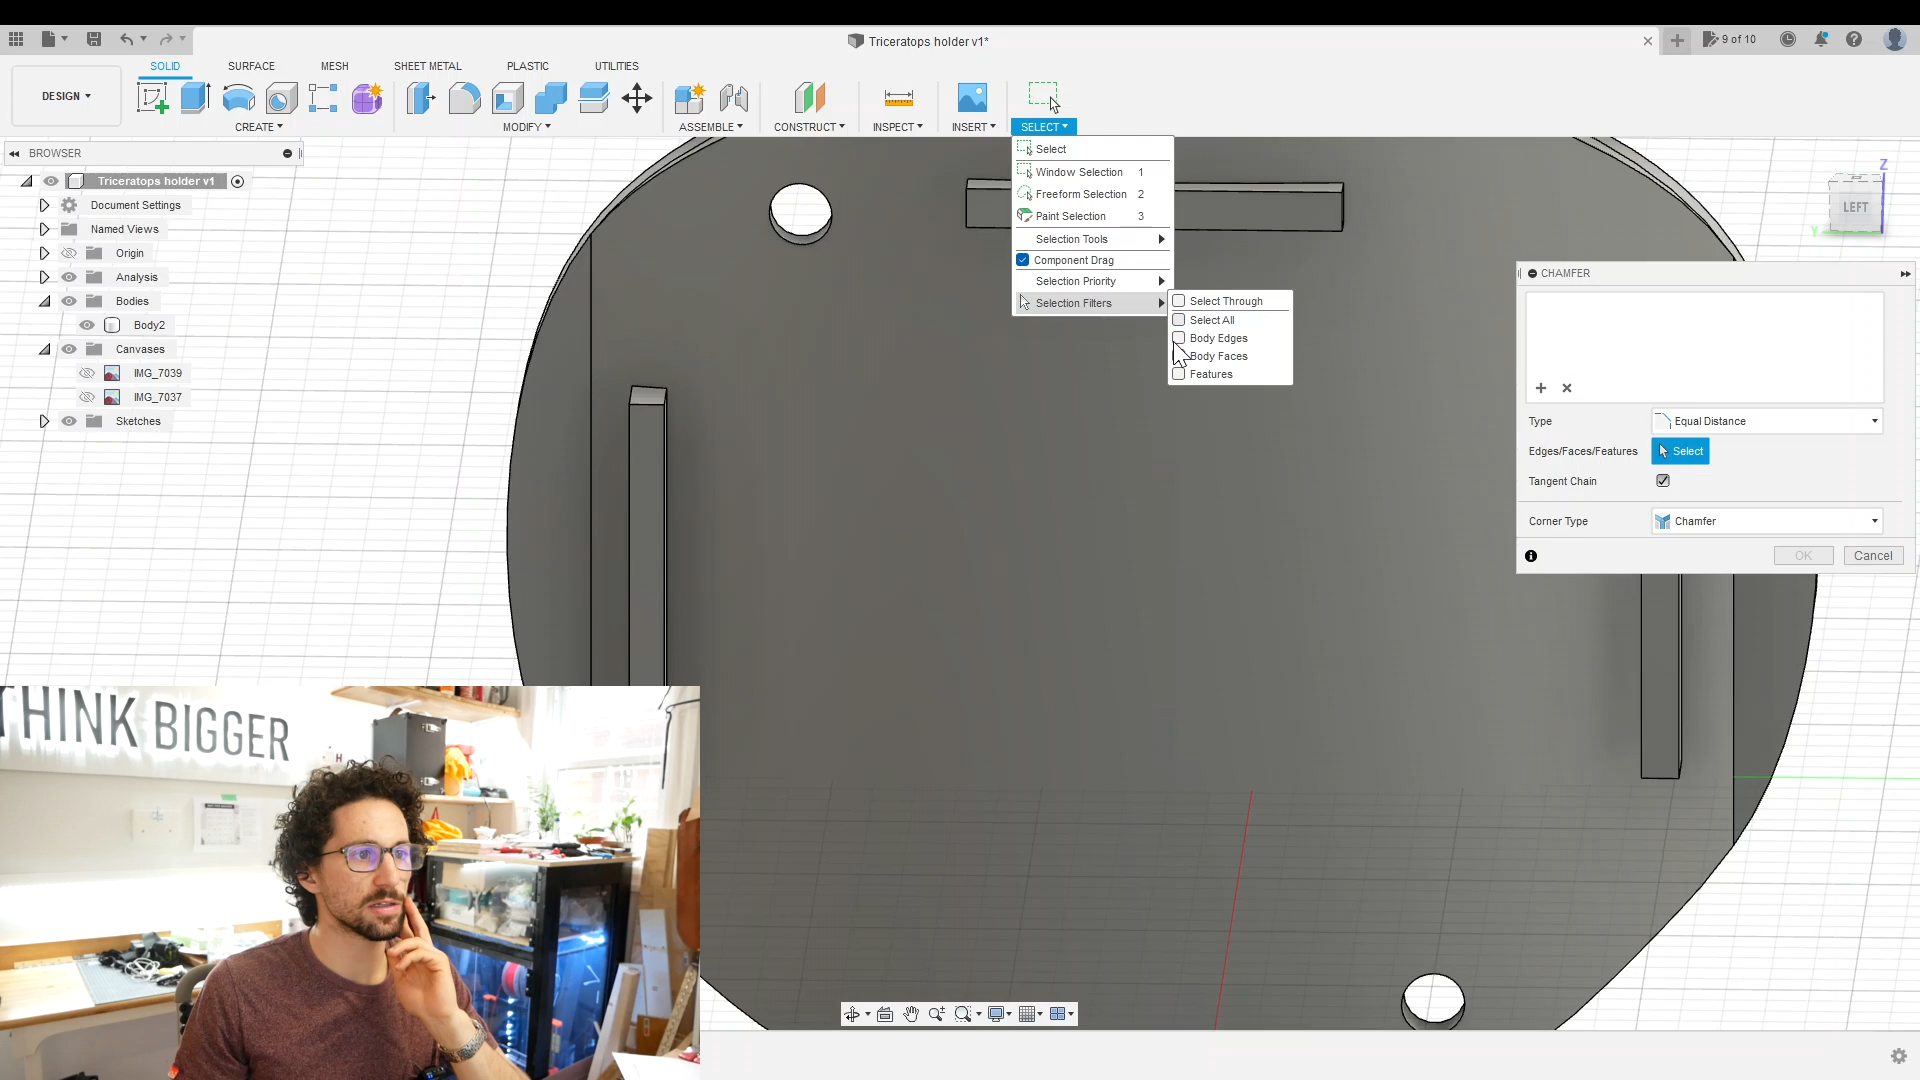 Triceratops holder v1*
9 of 10
SOLID
SURFACE
MESH
SHEET METAL
PLASTIC
UTILITIES
DESIGN
CREATE
MODIFY
ASSEMBLE
CONSTRUCT
INSPECT
INSERT
SELECT
BROWSER
Triceratops holder v1
Document Settings
Named Views
Origin
Analysis
Bodies
Body2
Canvases
IMG_7039
IMG_7037
Sketches
Select
Window Selection 1
Freeform Selection 2
Paint Selection 3
Selection Tools
Component Drag
Selection Priority
Selection Filters
Select Through
Select All
Body Edges
Body Faces
Features
Z
LEFT
Y
CHAMFER
Type
Equal Distance
Edges/Faces/Features
Select
Tangent Chain
Corner Type
Chamfer
OK
Cancel
THINK BIGGER